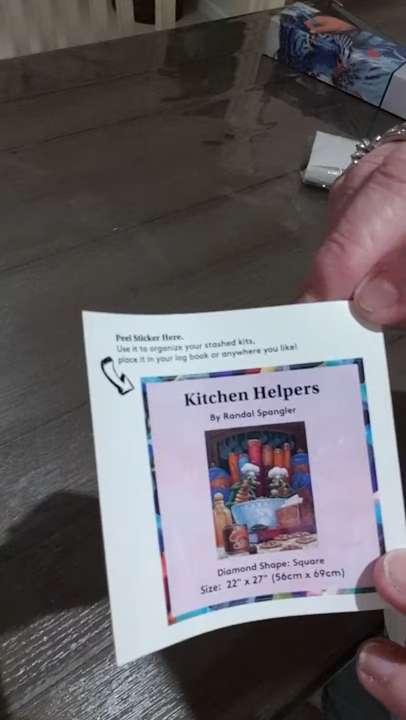 Peel Sticker Here.
Use it to organize your stashed kits,
place it in your log book or anywhere you like!
Kitchen Helpers
By Randal Spangler
Diamond Shape: Square
Size: 22" x 27" (56cm x 69cm)